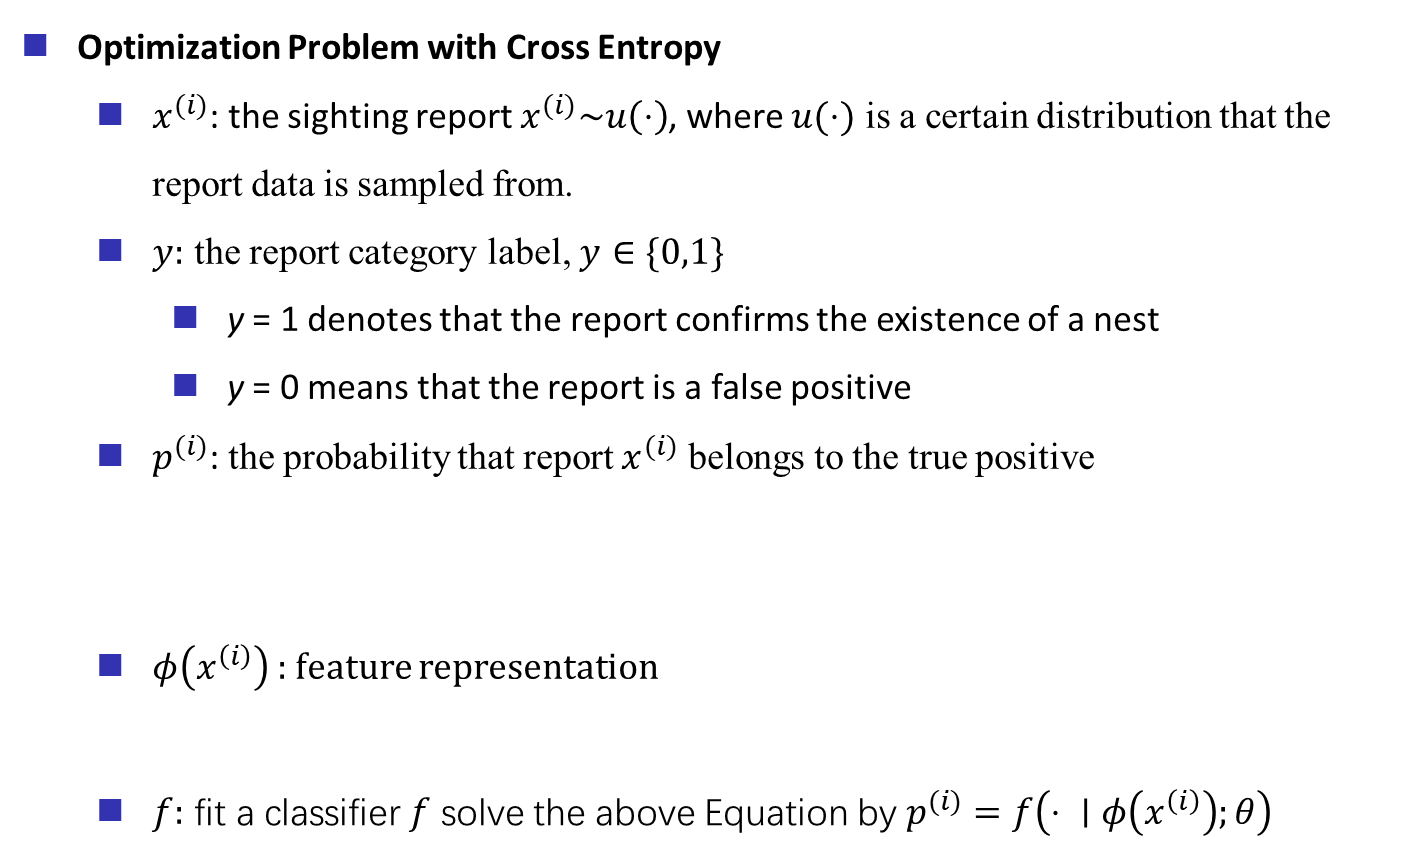 Optimization Problem with Cross Entropy
x^(i): the sighting report x^(i)~u(·), where u(·) is a certain distribution that the
report data is sampled from.
y: the report category label, y ∈ {0,1}
y = 1 denotes that the report confirms the existence of a nest
y = 0 means that the report is a false positive
p^(i): the probability that report x^(i) belongs to the true positive
ϕ(x^(i)) : feature representation
f: fit a classifier f solve the above Equation by p^(i) = f(· | ϕ(x^(i)); θ)